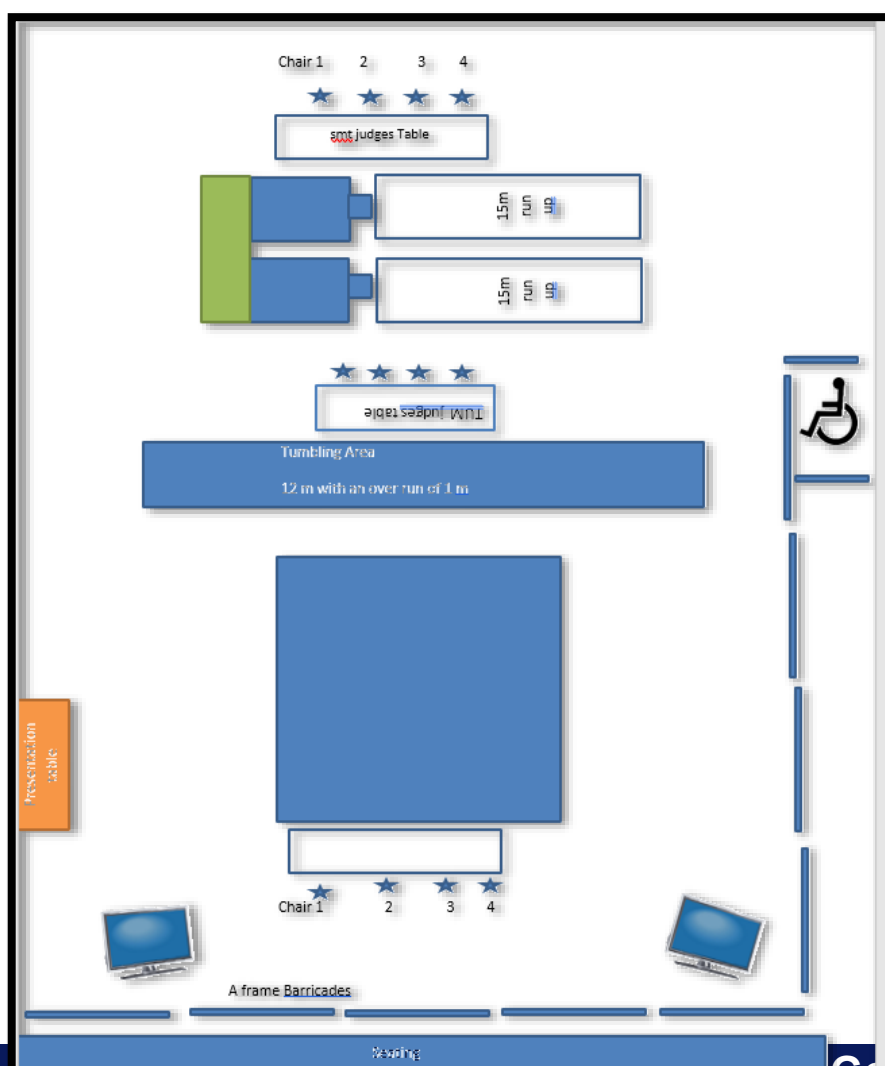 Chair 1 2 3 4
smt judges Table
15m run up
15m run up
TUM judges table
Tumbling Area
12 m with an over run of 1 m
Presentation table
Chair 1 2 3 4
A frame Barricades
Seating